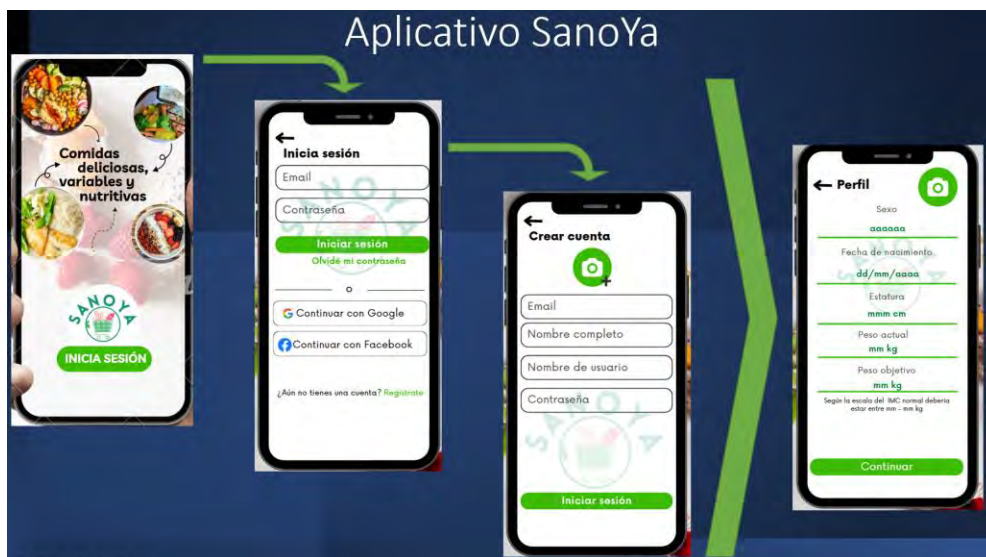 Aplicativo SanoYa
Comidas
deliciosas,
variables y
nutritivas
SANOYA
INICIA SESIÓN
Inicia sesión
Email
Contraseña
SANOYA
Iniciar sesión
Olvidé mi contraseña
o
Continuar con Google
Continuar con Facebook
¿Aún no tienes una cuenta? Regístrate
Crear cuenta
Email
Nombre completo
Nombre de usuario
Contraseña
SANOYA
Iniciar sesión
Perfil
Sexo
aaaaaa
SANOYA
Fecha de nacimiento
dd/mm/aaaa
Estatura
mmm cm
Peso actual
mm kg
Peso objetivo
mm kg
Según la escala del IMC normal debería
estar entre mm - mm kg
Continuar